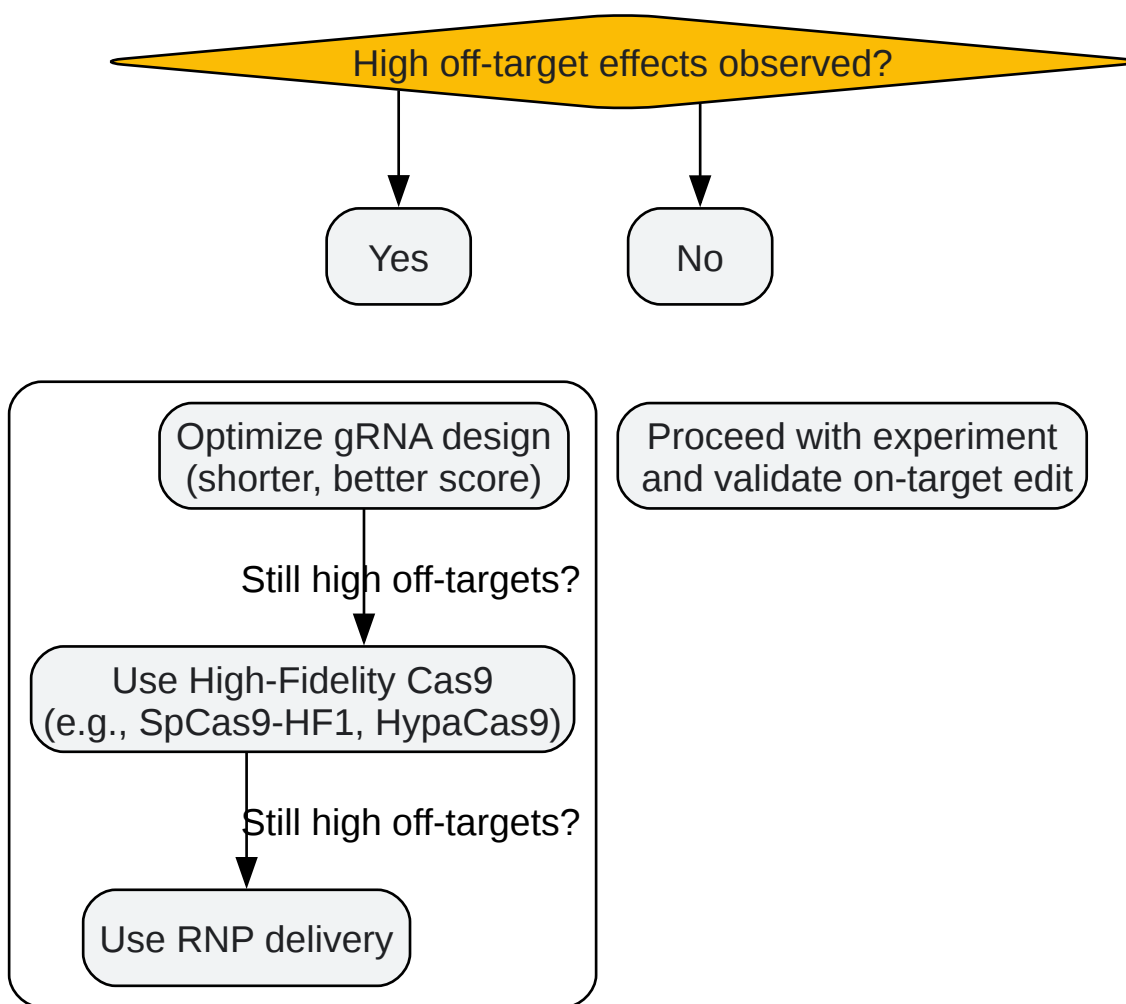 High off-target effects observed?
Yes
No
Optimize gRNA design
(shorter, better score)
Proceed with experiment
and validate on-target edit
Still high off-targets?
Use High-Fidelity Cas9
(e.g., SpCas9-HF1, HypaCas9)
Still high off-targets?
Use RNP delivery